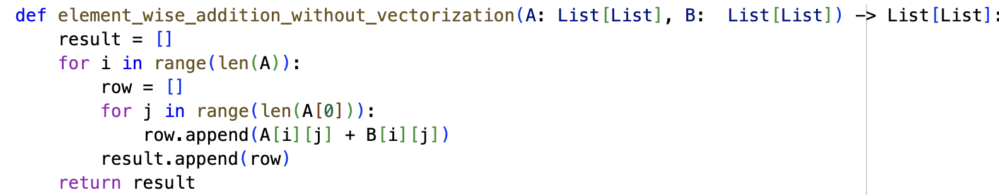 def element_wise_addition_without_vectorization(A: List[List], B:  List[List]) -> List[List]:
    result = []
    for i in range(len(A)):
        row = []
        for j in range(len(A[0])):
            row.append(A[i][j] + B[i][j])
        result.append(row)
    return result